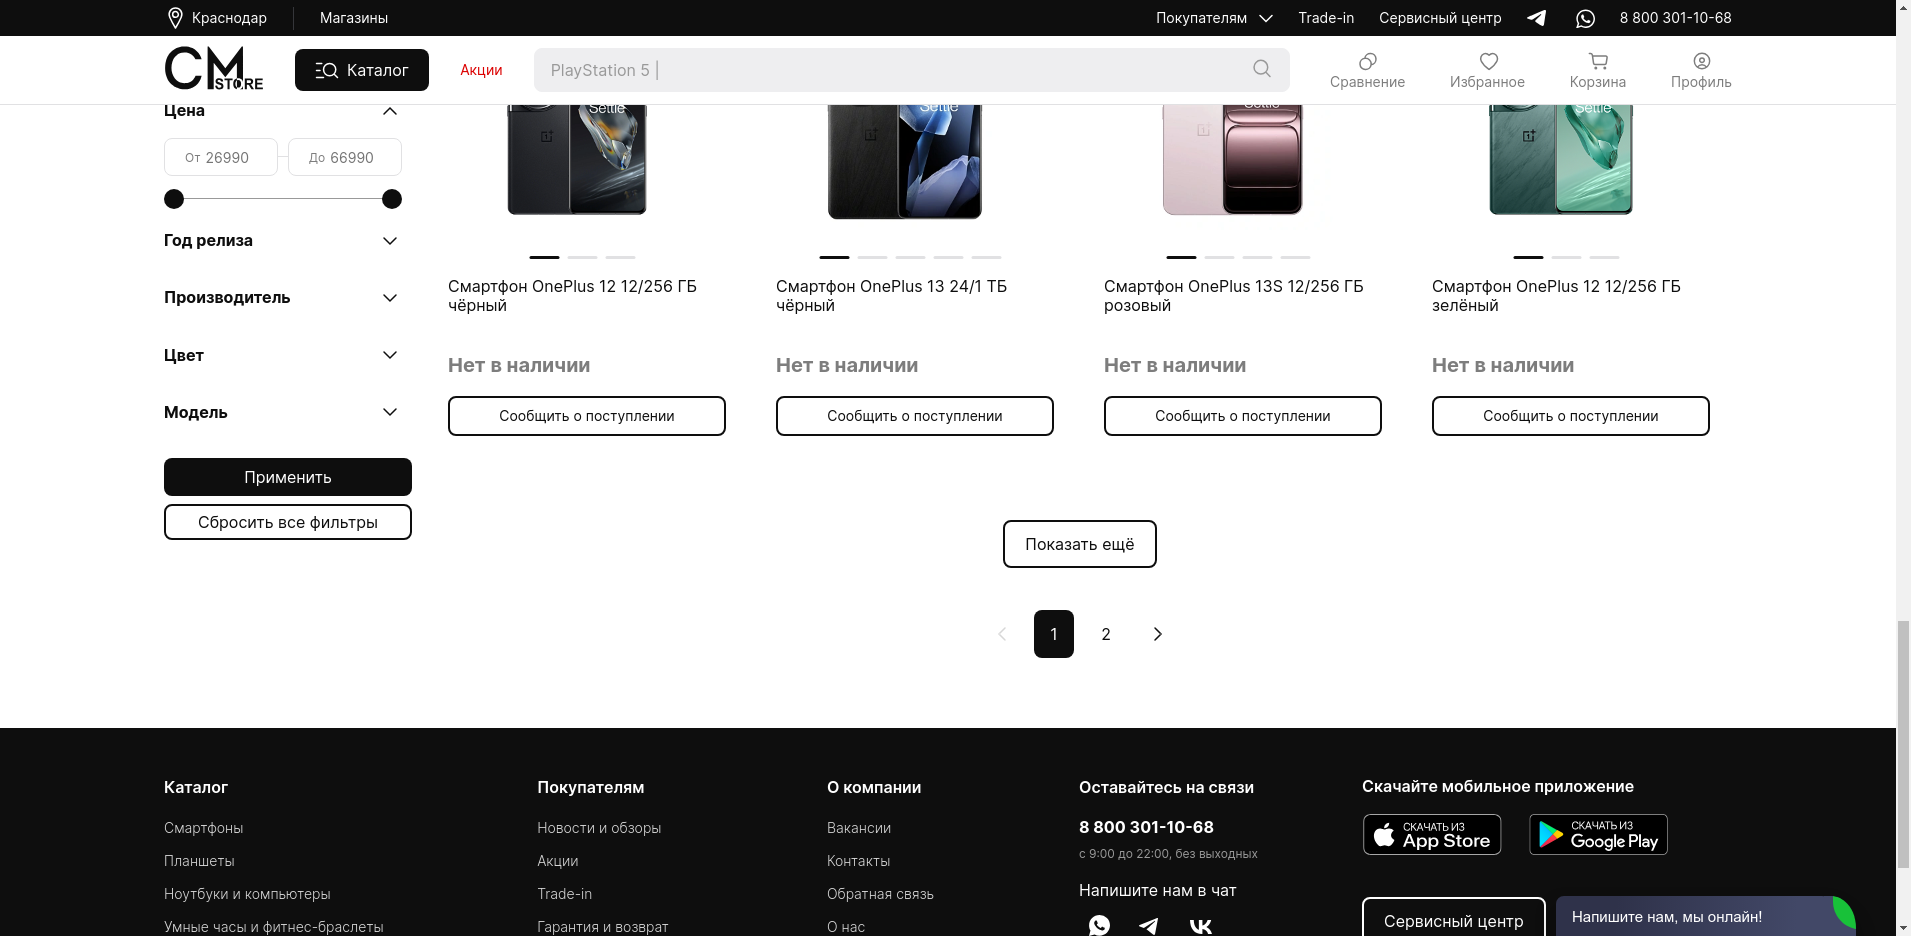 Краснодар
Магазины
Покупателям
Trade-in
Сервисный центр
8 800 301-10-68
CM STORE
Каталог
Акции
PlayStation 5 |
Сравнение
Избранное
Корзина
Профиль
Цена
От 26990
До 66990
Год релиза
Производитель
Цвет
Модель
Применить
Сбросить все фильтры
Settle
Settle
Settle
Settle
Смартфон OnePlus 12 12/256 ГБ
чёрный
Нет в наличии
Сообщить о поступлении
Смартфон OnePlus 13 24/1 ТБ
чёрный
Нет в наличии
Сообщить о поступлении
Смартфон OnePlus 13S 12/256 ГБ
розовый
Нет в наличии
Сообщить о поступлении
Смартфон OnePlus 12 12/256 ГБ
зелёный
Нет в наличии
Сообщить о поступлении
Показать ещё
1
2
Каталог
Смартфоны
Планшеты
Ноутбуки и компьютеры
Умные часы и фитнес-браслеты
Покупателям
Новости и обзоры
Акции
Trade-in
Гарантия и возврат
О компании
Вакансии
Контакты
Обратная связь
О нас
Оставайтесь на связи
8 800 301-10-68
с 9:00 до 22:00, без выходных
Напишите нам в чат
Скачайте мобильное приложение
СКАЧАТЬ ИЗ
App Store
СКАЧАТЬ ИЗ
Google Play
Сервисный центр
Напишите нам, мы онлайн!